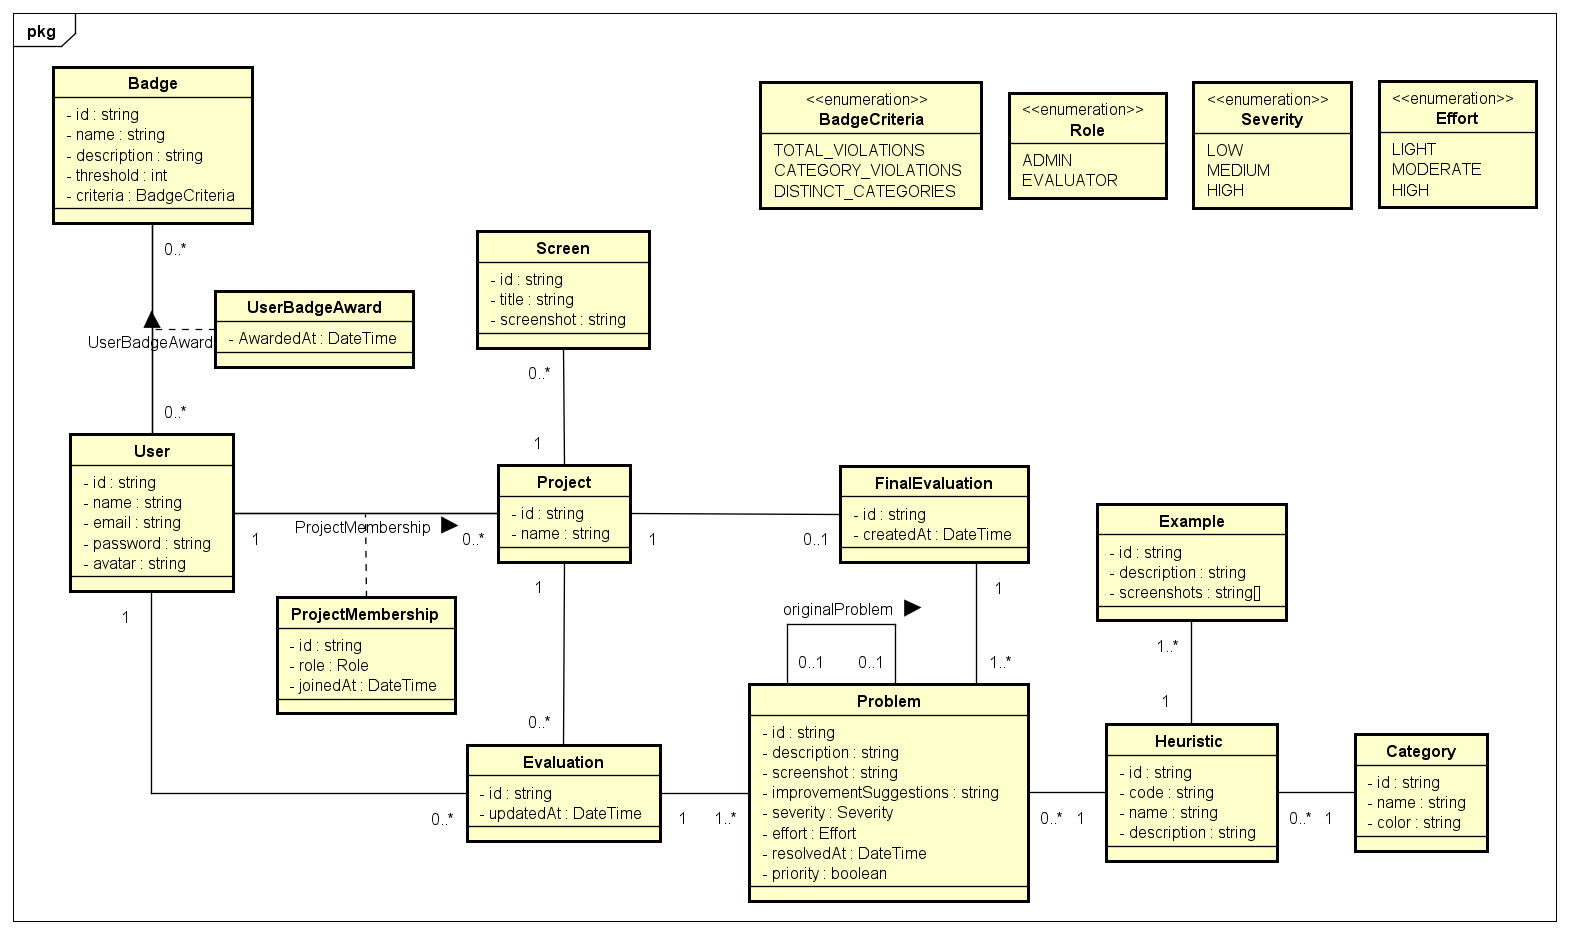 pkg
Badge
- id : string
- name : string
- description : string
- threshold : int
- criteria : BadgeCriteria
<<enumeration>>
BadgeCriteria
TOTAL_VIOLATIONS
CATEGORY_VIOLATIONS
DISTINCT_CATEGORIES
<<enumeration>>
Role
ADMIN
EVALUATOR
<<enumeration>>
Severity
LOW
MEDIUM
HIGH
<<enumeration>>
Effort
LIGHT
MODERATE
HIGH
0..*
UserBadgeAward
- AwardedAt : DateTime
UserBadgeAward
0..*
Screen
- id : string
- title : string
- screenshot : string
0..*
1
User
- id : string
- name : string
- email : string
- password : string
- avatar : string
1
ProjectMembership
0..*
Project
- id : string
- name : string
1
0..1
FinalEvaluation
- id : string
- createdAt : DateTime
Example
- id : string
- description : string
- screenshots : string[]
1
ProjectMembership
- id : string
- role : Role
- joinedAt : DateTime
1
0..*
originalProblem
0..1
0..1
1
1..*
1..*
1
Evaluation
- id : string
- updatedAt : DateTime
0..*
1
1..*
Problem
- id : string
- description : string
- screenshot : string
- improvementSuggestions : string
- severity : Severity
- effort : Effort
- resolvedAt : DateTime
- priority : boolean
0..*
1
Heuristic
- id : string
- code : string
- name : string
- description : string
0..*
1
Category
- id : string
- name : string
- color : string